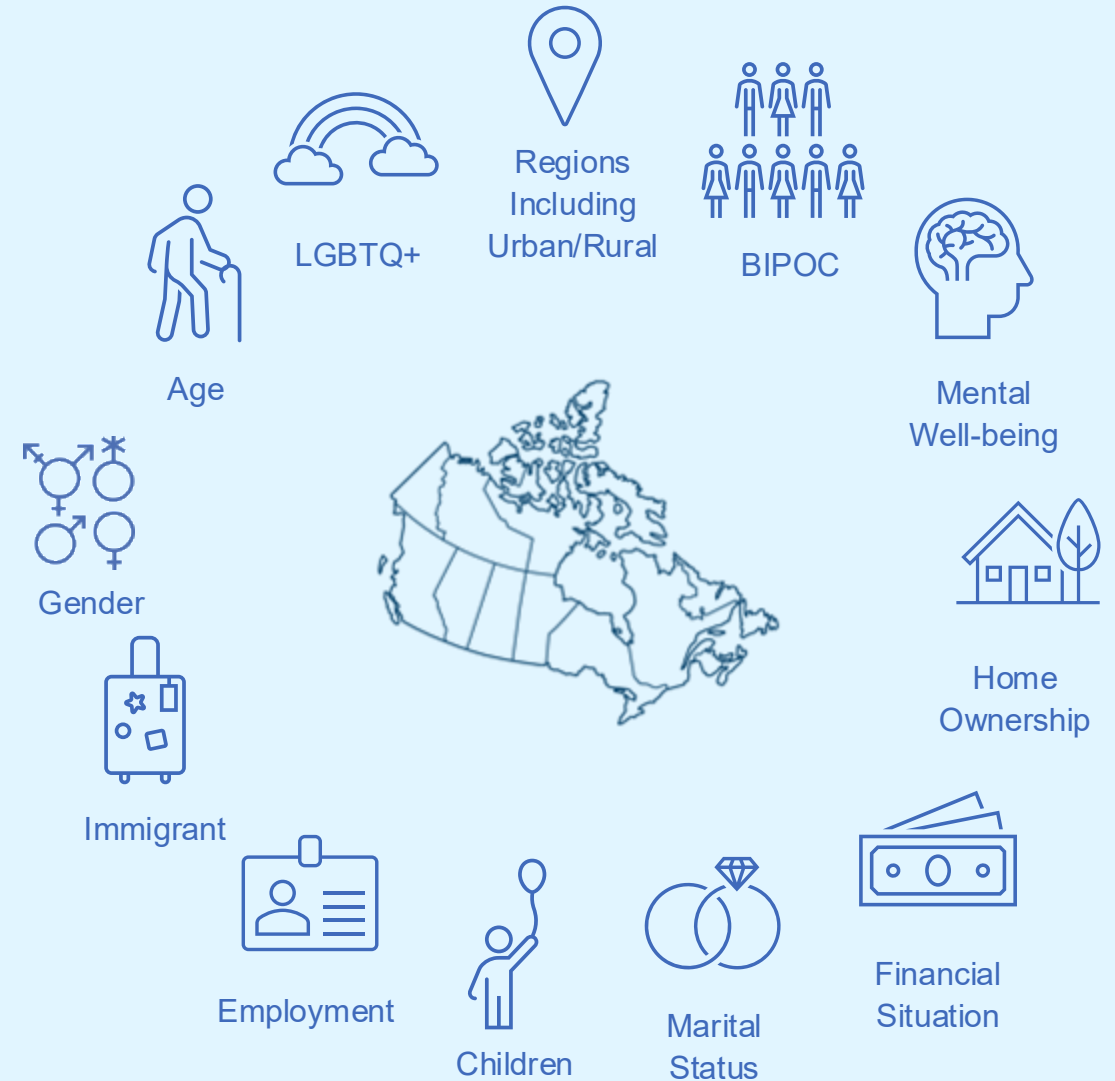 Regions
Including
Urban/Rural
LGBTQ+
BIPOC
Age
Mental
Well-being
Gender
Home
Ownership
Immigrant
Employment
Financial
Situation
Children
Marital
Status